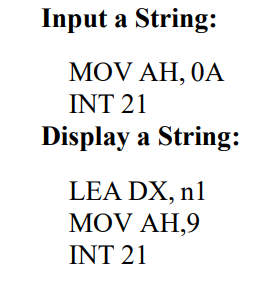 Input a String:
MOV AH, 0A
INT 21
Display a String:
LEA DX, n1
MOV AH,9
INT 21